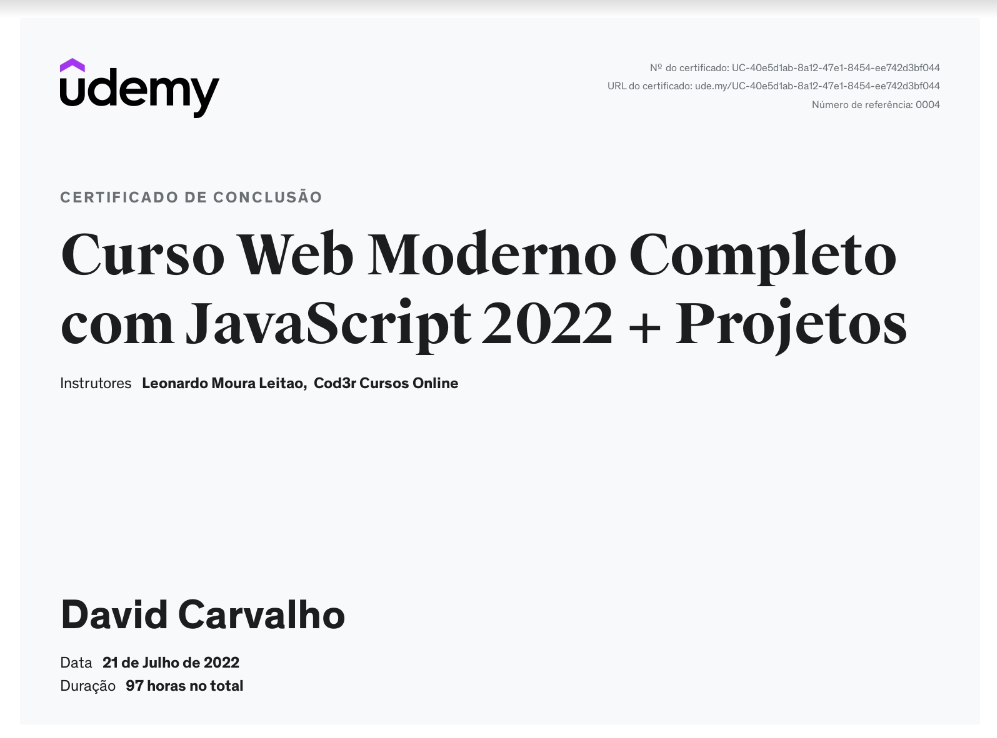 udemy
Nº do certificado: UC-40e5d1ab-8a12-47e1-8454-ee742d3bf044
URL do certificado: ude.my/UC-40e5d1ab-8a12-47e1-8454-ee742d3bf044
Número de referência: 0004
CERTIFICADO DE CONCLUSÃO
Curso Web Moderno Completo
com JavaScript 2022 + Projetos
Instrutores Leonardo Moura Leitao, Cod3r Cursos Online
David Carvalho
Data 21 de Julho de 2022
Duração 97 horas no total